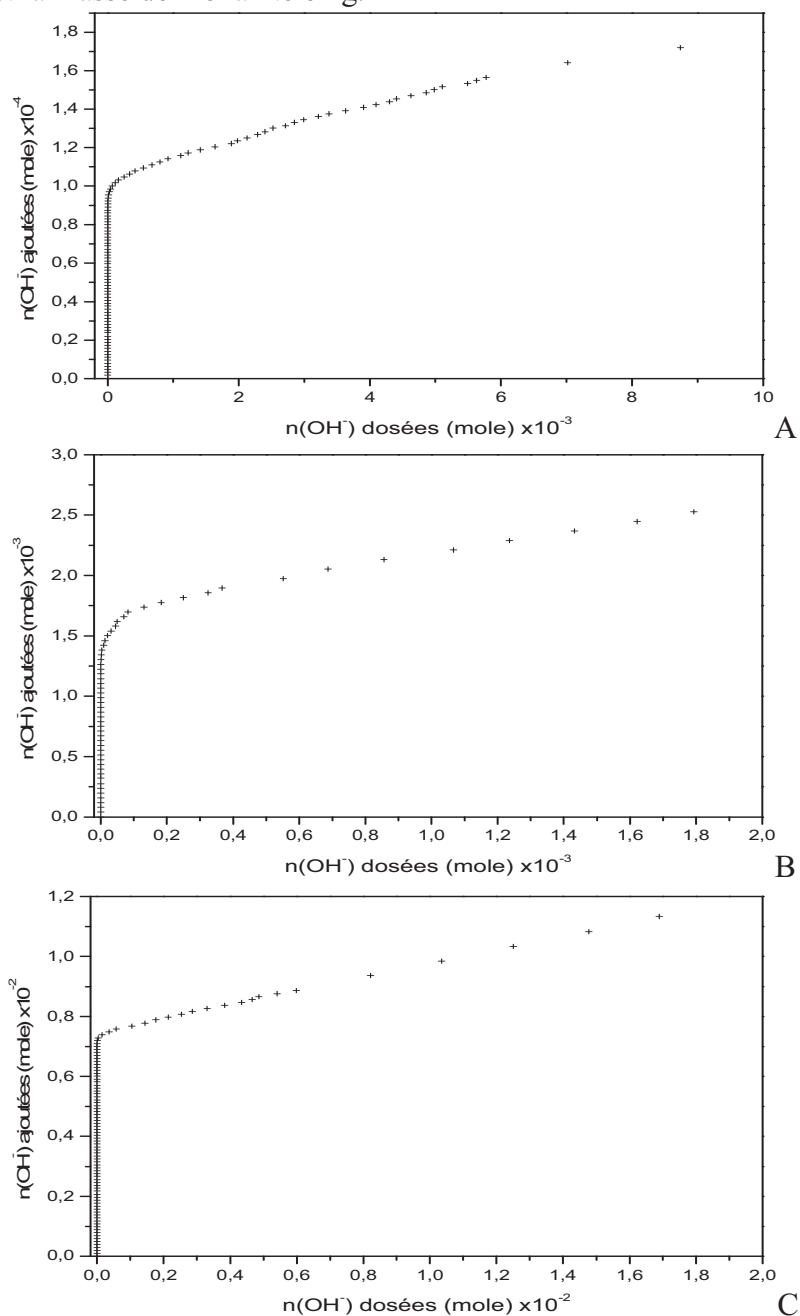 1,8
1,6
1,4
1,2
1,0
0,8
0,6
0,4
0,2
0,0
n(OH⁻) ajoutées (mole) x10⁻⁴
0 2 4 6 8 10
n(OH⁻) dosées (mole) x10⁻³
A
3,0
2,5
2,0
1,5
1,0
0,5
0,0
n(OH⁻) ajoutées (mole) x10⁻³
0,0 0,2 0,4 0,6 0,8 1,0 1,2 1,4 1,6 1,8 2,0
n(OH⁻) dosées (mole) x10⁻³
B
1,2
1,0
0,8
0,6
0,4
0,2
0,0
n(OH⁻) ajoutées (mole) x10⁻²
0,0 0,2 0,4 0,6 0,8 1,0 1,2 1,4 1,6 1,8 2,0
n(OH⁻) dosées (mole) x10⁻²
C